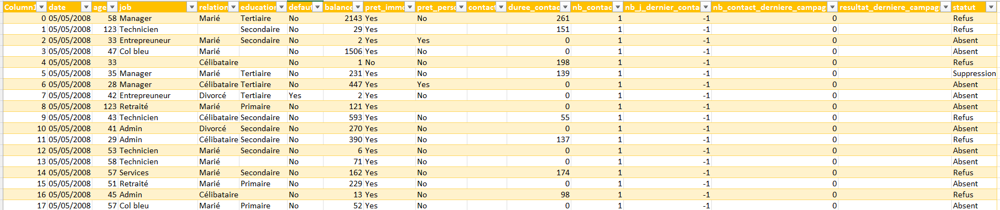 Column1 date age job relation education defaut balance pret_immo pret_perso contact duree_contac nb_contac nb_j_dernier_conta nb_contact_derniere_campag resultat_derniere_campag statut
0 05/05/2008 58 Manager Marié Tertiaire No 2143 Yes No 261 1 -1 0 Refus
1 05/05/2008 123 Technicien Secondaire No 29 Yes 151 1 -1 0 Refus
2 05/05/2008 33 Entrepreuneur Marié Secondaire No 2 Yes Yes 0 1 -1 0 Absent
3 05/05/2008 47 Col bleu Marié No 1506 Yes No 0 1 -1 0 Absent
4 05/05/2008 33 Célibataire No 1 No No 198 1 -1 0 Refus
5 05/05/2008 35 Manager Marié Tertiaire No 231 Yes No 139 1 -1 0 Suppression
6 05/05/2008 28 Manager Célibataire Tertiaire No 447 Yes Yes 0 1 -1 0 Absent
7 05/05/2008 42 Entrepreuneur Divorcé Tertiaire Yes 2 Yes No 0 1 -1 0 Absent
8 05/05/2008 123 Retraité Marié Primaire No 121 Yes 0 1 -1 0 Absent
9 05/05/2008 43 Technicien Célibataire Secondaire No 593 Yes No 55 1 -1 0 Refus
10 05/05/2008 41 Admin Divorcé Secondaire No 270 Yes No 0 1 -1 0 Absent
11 05/05/2008 29 Admin Célibataire Secondaire No 390 Yes No 137 1 -1 0 Refus
12 05/05/2008 53 Technicien Marié Secondaire No 6 Yes No 0 1 -1 0 Absent
13 05/05/2008 58 Technicien Marié No 71 Yes No 0 1 -1 0 Absent
14 05/05/2008 57 Services Marié Secondaire No 162 Yes No 174 1 -1 0 Refus
15 05/05/2008 51 Retraité Marié Primaire No 229 Yes No 0 1 -1 0 Absent
16 05/05/2008 45 Admin Célibataire No 13 Yes No 98 1 -1 0 Refus
17 05/05/2008 57 Col bleu Marié Primaire No 52 Yes No 0 1 -1 0 Absent